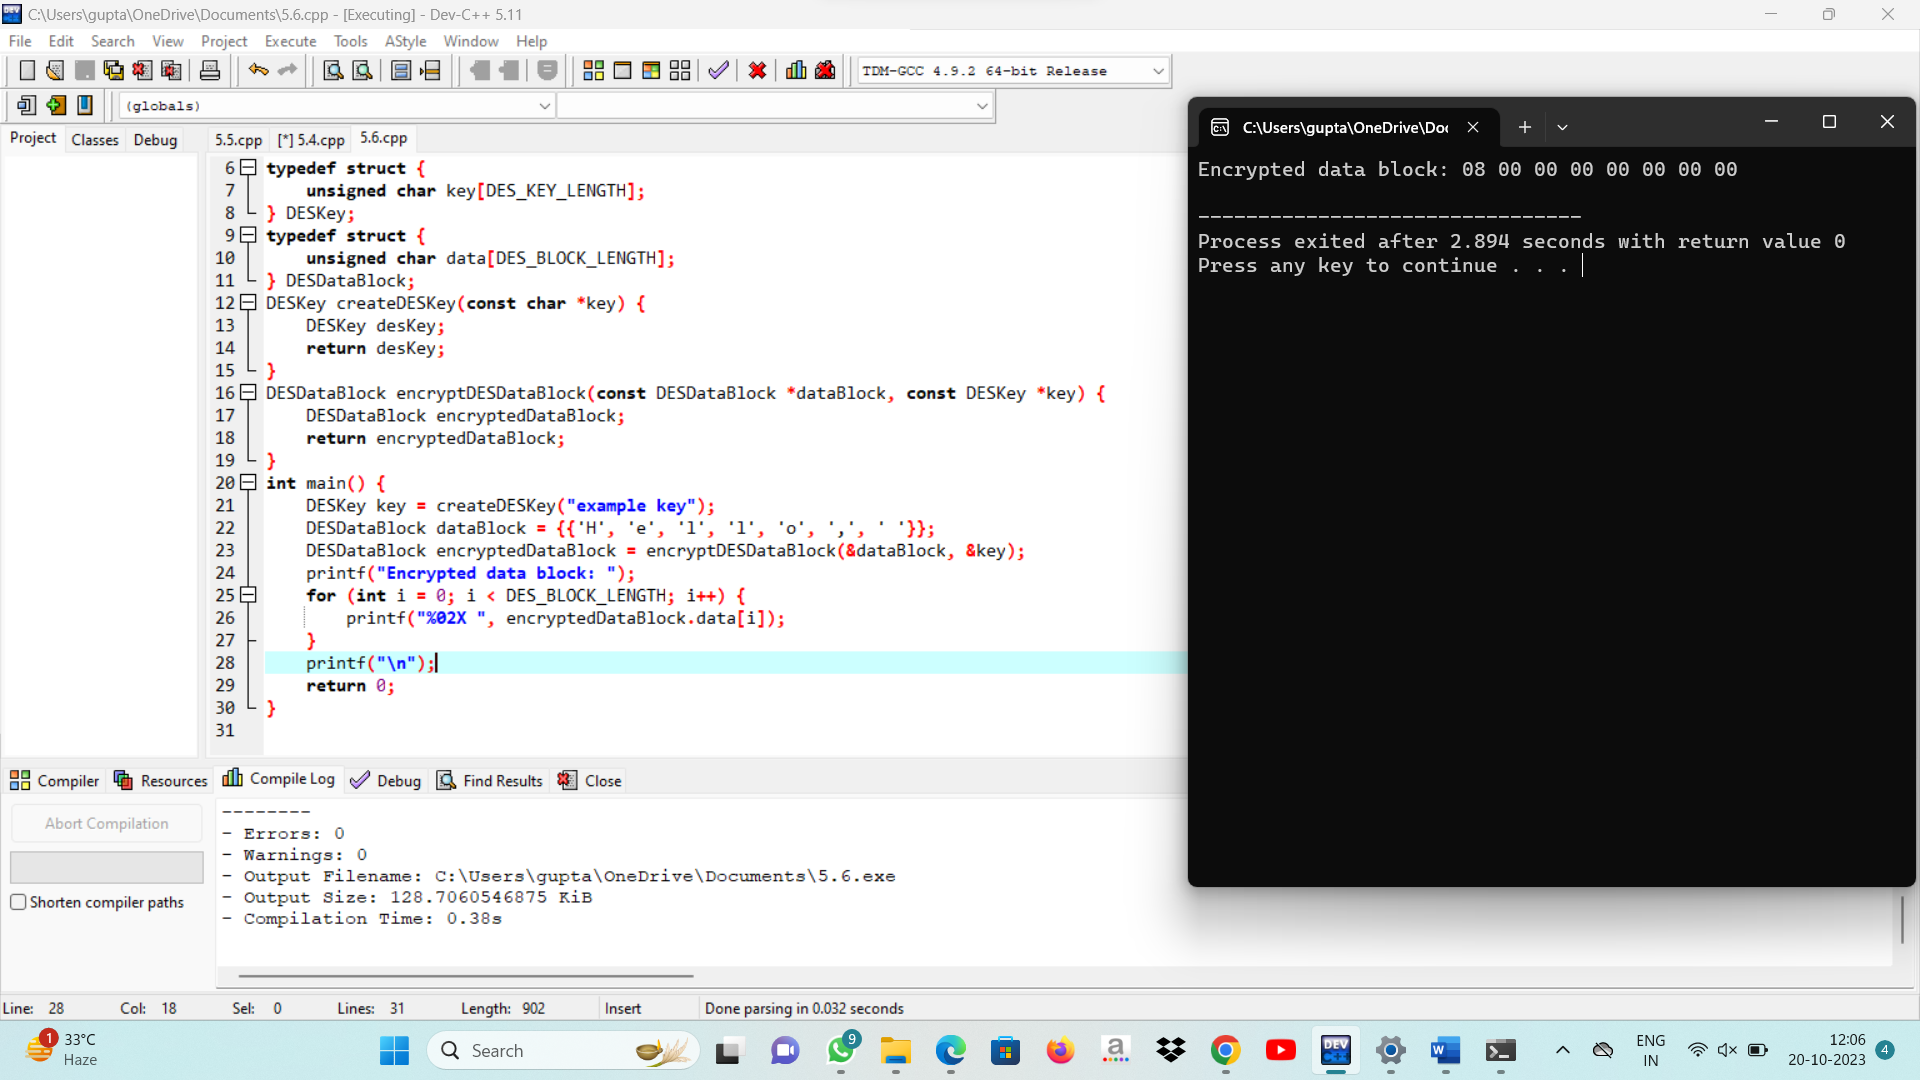 C:\Users\gupta\OneDrive\Documents\5.6.cpp - [Executing] - Dev-C++ 5.11
File Edit Search View Project Execute Tools AStyle Window Help
TDM-GCC 4.9.2 64-bit Release
(globals)
Project Classes Debug
5.5.cpp [*] 5.4.cpp 5.6.cpp
6 typedef struct {
7 unsigned char key[DES_KEY_LENGTH];
8 } DESKey;
9 typedef struct {
10 unsigned char data[DES_BLOCK_LENGTH];
11 } DESDataBlock;
12 DESKey createDESKey(const char *key) {
13 DESKey desKey;
14 return desKey;
15 }
16 DESDataBlock encryptDESDataBlock(const DESDataBlock *dataBlock, const DESKey *key) {
17 DESDataBlock encryptedDataBlock;
18 return encryptedDataBlock;
19 }
20 int main() {
21 DESKey key = createDESKey("example key");
22 DESDataBlock dataBlock = {{'H', 'e', 'l', 'l', 'o', ',', ' '}};
23 DESDataBlock encryptedDataBlock = encryptDESDataBlock(&dataBlock, &key);
24 printf("Encrypted data block: ");
25 for (int i = 0; i < DES_BLOCK_LENGTH; i++) {
26 printf("%02X ", encryptedDataBlock.data[i]);
27 }
28 printf("\n");
29 return 0;
30 }
31
C:\Users\gupta\OneDrive\Doc
Encrypted data block: 08 00 00 00 00 00 00 00
--------------------------------
Process exited after 2.894 seconds with return value 0
Press any key to continue . . .
Compiler Resources Compile Log Debug Find Results Close
Abort Compilation
Shorten compiler paths
--------
- Errors: 0
- Warnings: 0
- Output Filename: C:\Users\gupta\OneDrive\Documents\5.6.exe
- Output Size: 128.7060546875 KiB
- Compilation Time: 0.38s
Line: 28 Col: 18 Sel: 0 Lines: 31 Length: 902 Insert Done parsing in 0.032 seconds
1
33°C
Haze
Search
9
DEV C++
ENG
IN
12:06
20-10-2023
4